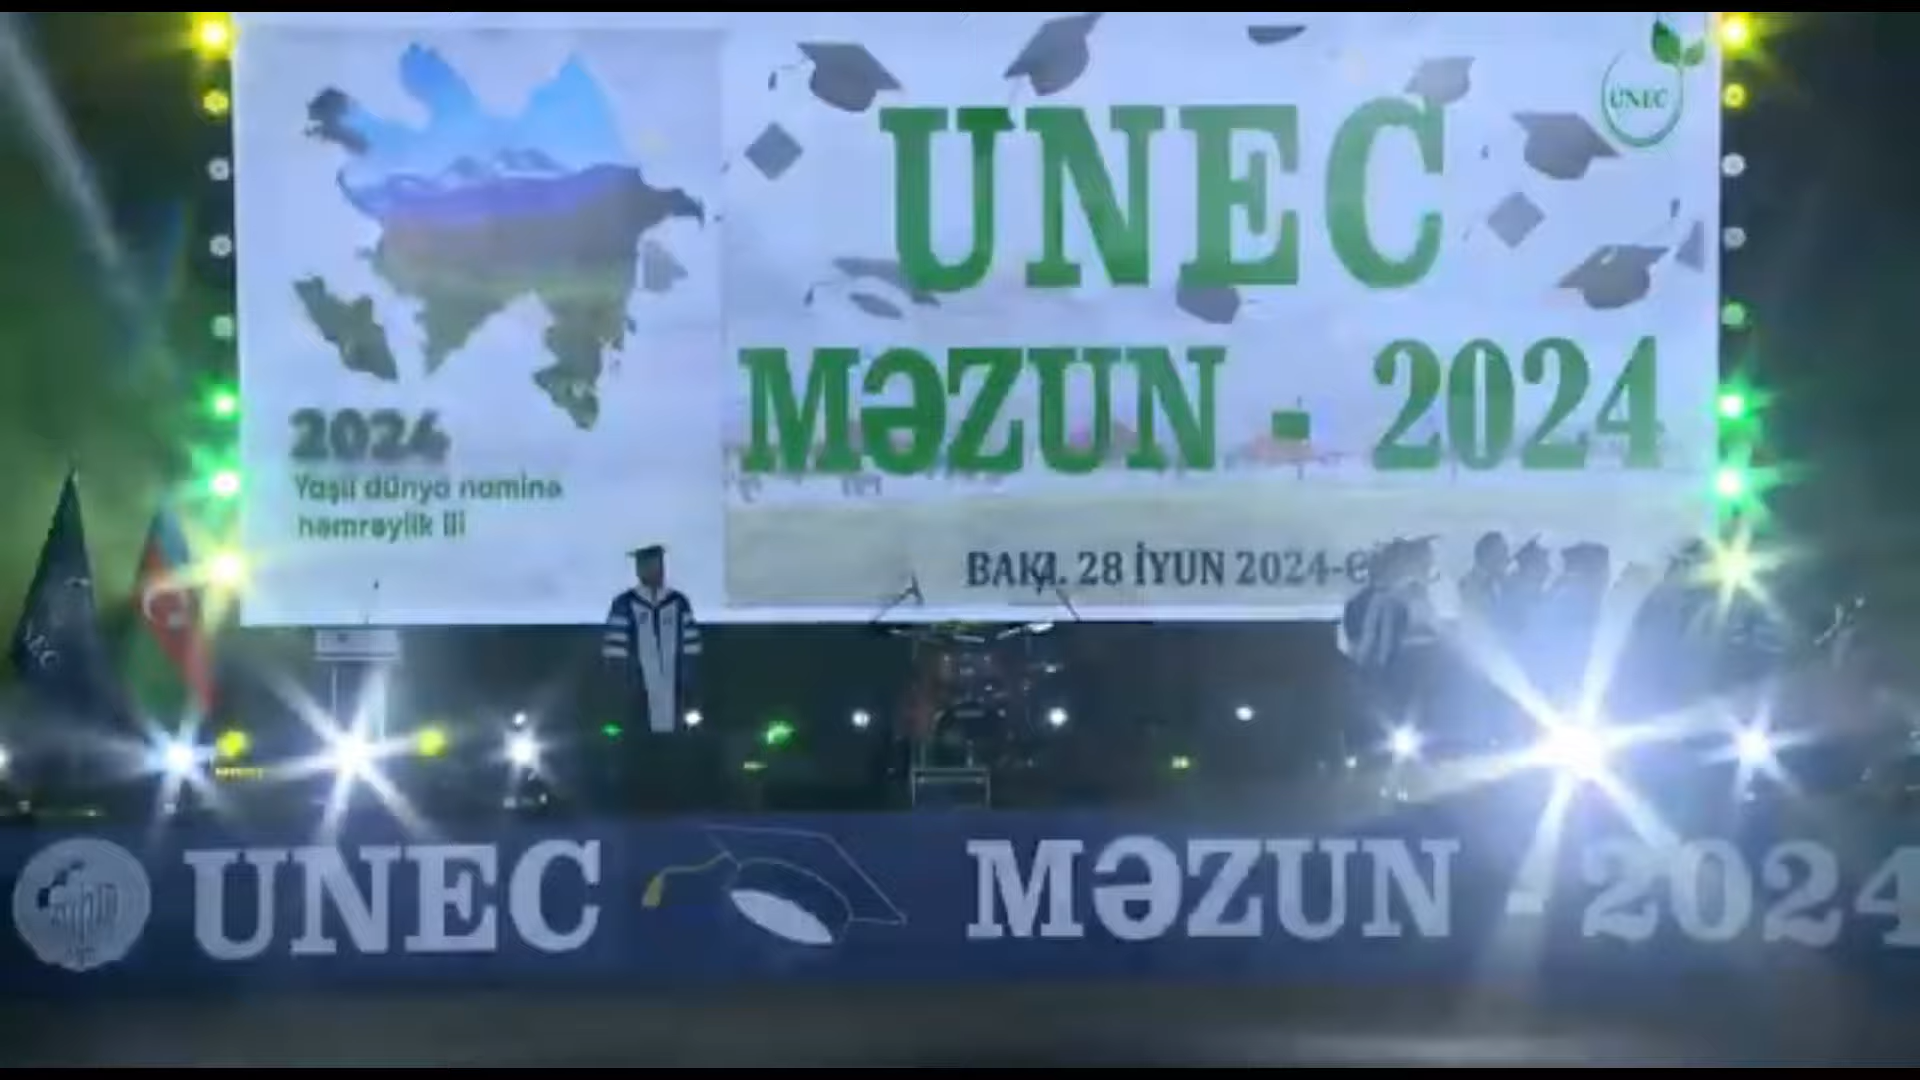 UNEC
UNEC
MƏZUN - 2024
2024
Yaşıl dünya naminə
həmrəylik ili
BAKI. 28 İYUN 2024-
UNEC MƏZUN - 2024